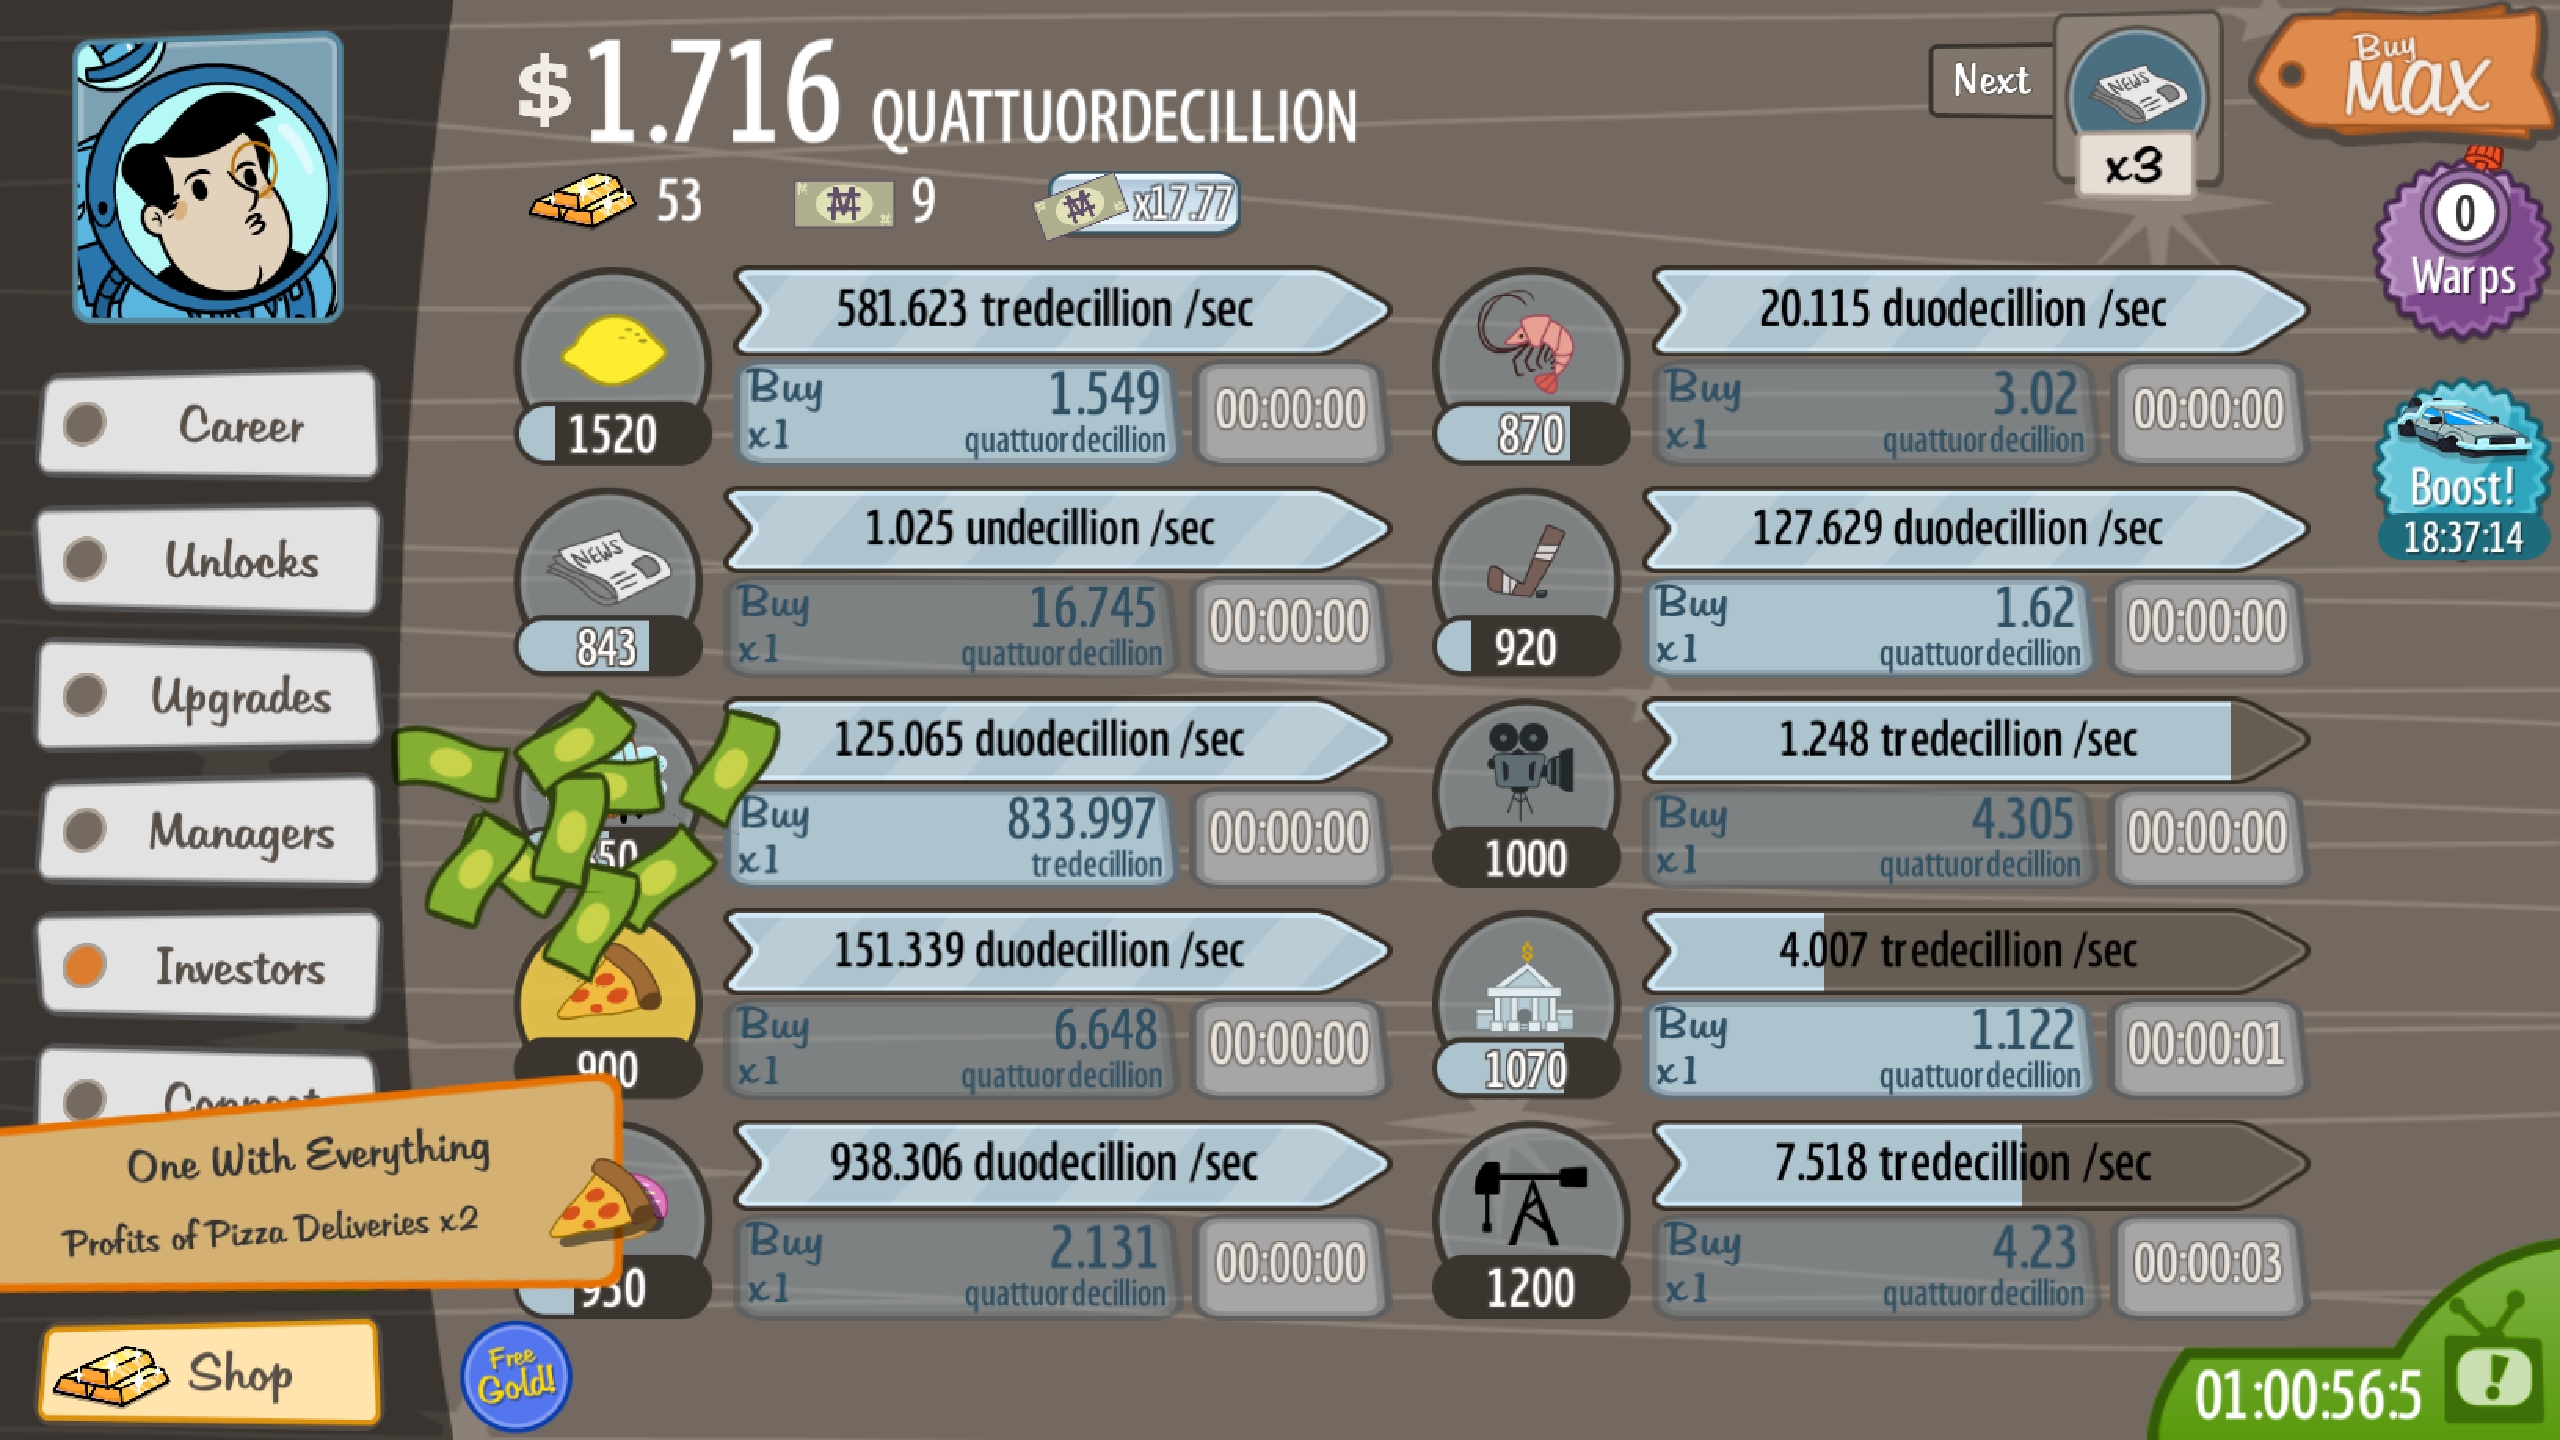 $1.716 QUATTUORDECILLION
Next
x3
Buy
MAX
53
9
x17.77
0
Warps
Boost!
18:37:14
Career
Unlocks
Upgrades
Managers
Investors
Connect
One With Everything
Profits of Pizza Deliveries x2
Shop
Free
Gold!
581.623 tredecillion /sec
1520
Buy
x1
1.549
quattuordecillion
00:00:00
NEWS
1.025 undecillion /sec
843
Buy
x1
16.745
quattuordecillion
00:00:00
125.065 duodecillion /sec
Buy
x1
833.997
tredecillion
00:00:00
151.339 duodecillion /sec
900
Buy
x1
6.648
quattuordecillion
00:00:00
938.306 duodecillion /sec
930
Buy
x1
2.131
quattuordecillion
00:00:00
20.115 duodecillion /sec
870
Buy
x1
3.02
quattuordecillion
00:00:00
127.629 duodecillion /sec
920
Buy
x1
1.62
quattuordecillion
00:00:00
1.248 tredecillion /sec
1000
Buy
x1
4.305
quattuordecillion
00:00:00
4.007 tredecillion /sec
1070
Buy
x1
1.122
quattuordecillion
00:00:01
7.518 tredecillion /sec
1200
Buy
x1
4.23
quattuordecillion
00:00:03
01:00:56:5